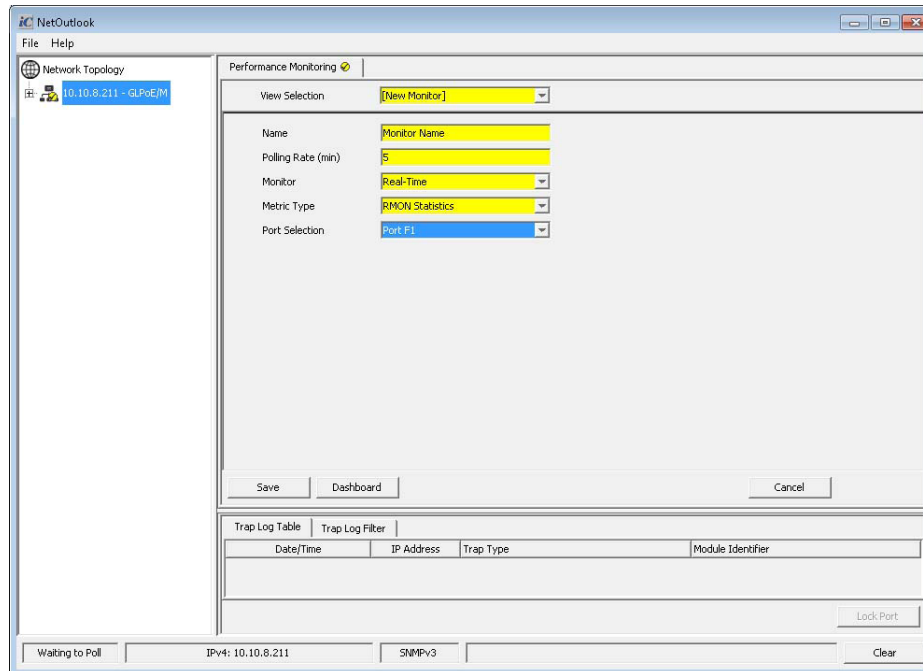 iC NetOutlook
File Help
Network Topology
10.10.8.211 - GLPoE/M
Performance Monitoring
View Selection [New Monitor]
Name Monitor Name
Polling Rate (min) 5
Monitor Real-Time
Metric Type RMON Statistics
Port Selection Port F1
Save Dashboard Cancel
Trap Log Table Trap Log Filter
Date/Time IP Address Trap Type Module Identifier
Lock Port
Waiting to Poll IPv4: 10.10.8.211 SNMPv3 Clear